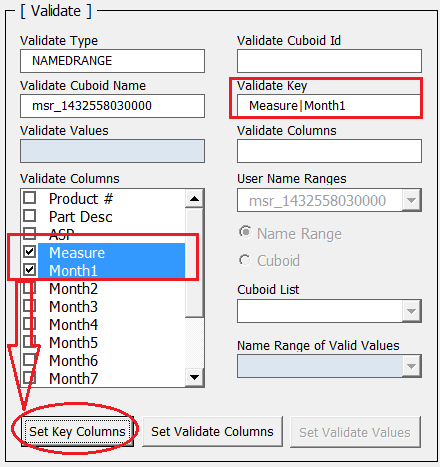 [ Validate ]
Validate Type
NAMEDRANGE
Validate Cuboid Id
Validate Cuboid Name
msr_1432558030000
Validate Key
Measure|Month1
Validate Values
Validate Columns
Validate Columns
Product #
Part Desc
ASP
Measure
Month1
Month2
Month3
Month4
Month5
Month6
Month7
User Name Ranges
msr_1432558030000
Name Range
Cuboid
Cuboid List
Name Range of Valid Values
Set Key Columns
Set Validate Columns
Set Validate Values